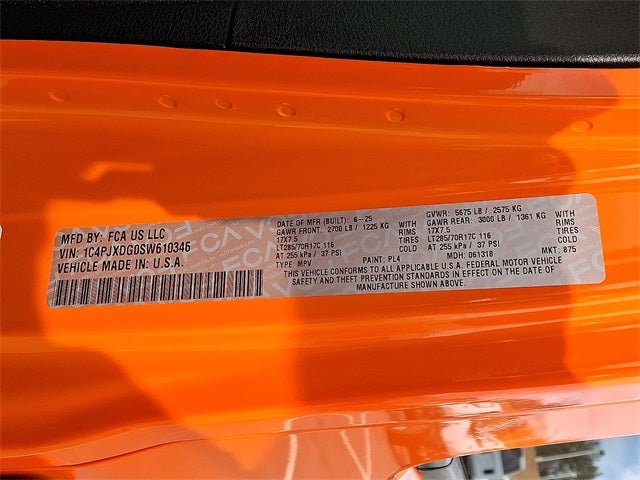 MFD BY: FCA US LLC
VIN: 1C4PJXDG0SW610346
VEHICLE MADE IN: U.S.A.
DATE OF MFR (BUILT): 6-25
GAWR FRONT: 2700 LB / 1225 KG WITH
17X7.5 RIMS
LT285/70R17C 116 TIRES
AT 255 kPa / 37 PSI COLD
TYPE: MPV PAINT: PL4
GVWR: 5675 LB / 2575 KG
GAWR REAR: 3000 LB / 1361 KG WITH
17X7.5 RIMS
LT285/70R17C 116 TIRES
AT 255 kPa / 37 PSI COLD
MDH: 061318 MKT: 875
THIS VEHICLE CONFORMS TO ALL APPLICABLE U.S.A. FEDERAL MOTOR VEHICLE
SAFETY AND THEFT PREVENTION STANDARDS IN EFFECT ON THE DATE OF
MANUFACTURE SHOWN ABOVE.
FCA